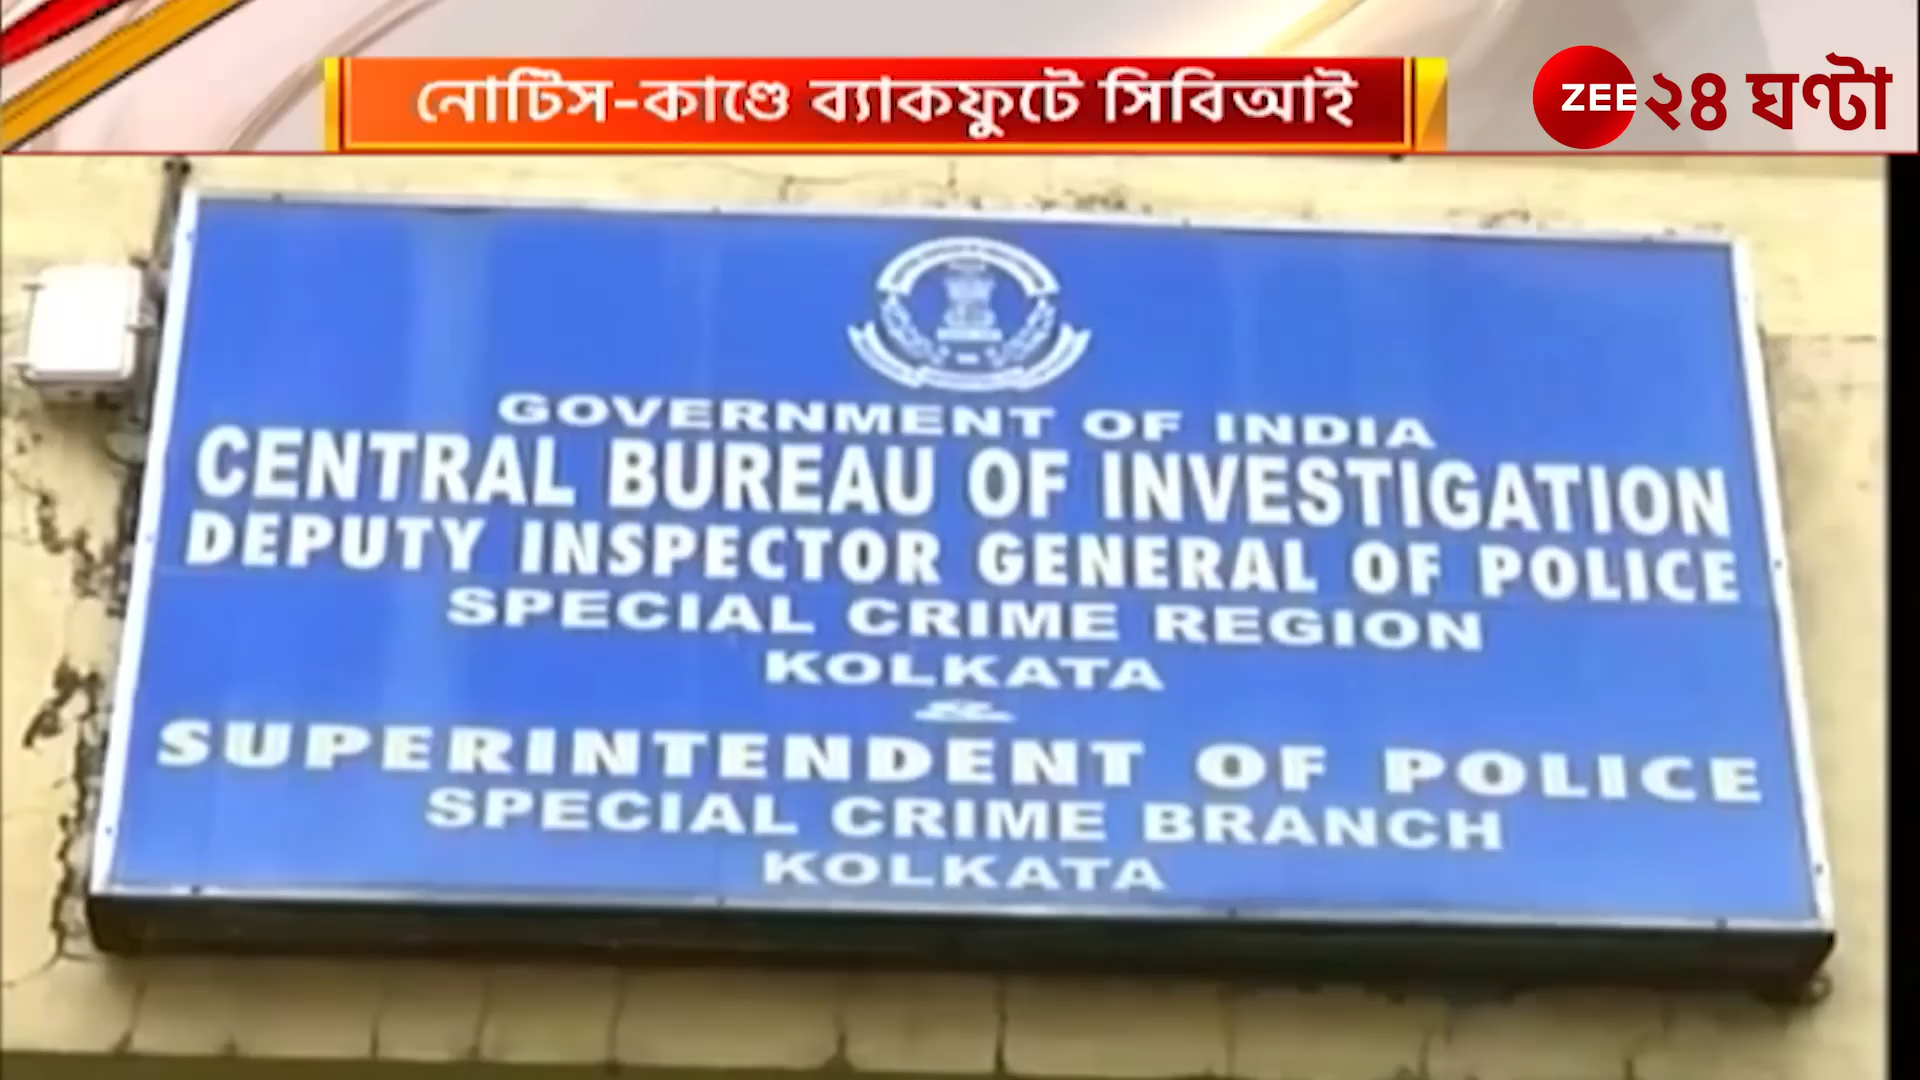 নোটিস-কাণ্ডে ব্যাকফুটে সিবিআই
ZEE ২৪ ঘণ্টা
GOVERNMENT OF INDIA
CENTRAL BUREAU OF INVESTIGATION
DEPUTY INSPECTOR GENERAL OF POLICE
SPECIAL CRIME REGION
KOLKATA
SUPERINTENDENT OF POLICE
SPECIAL CRIME BRANCH
KOLKATA